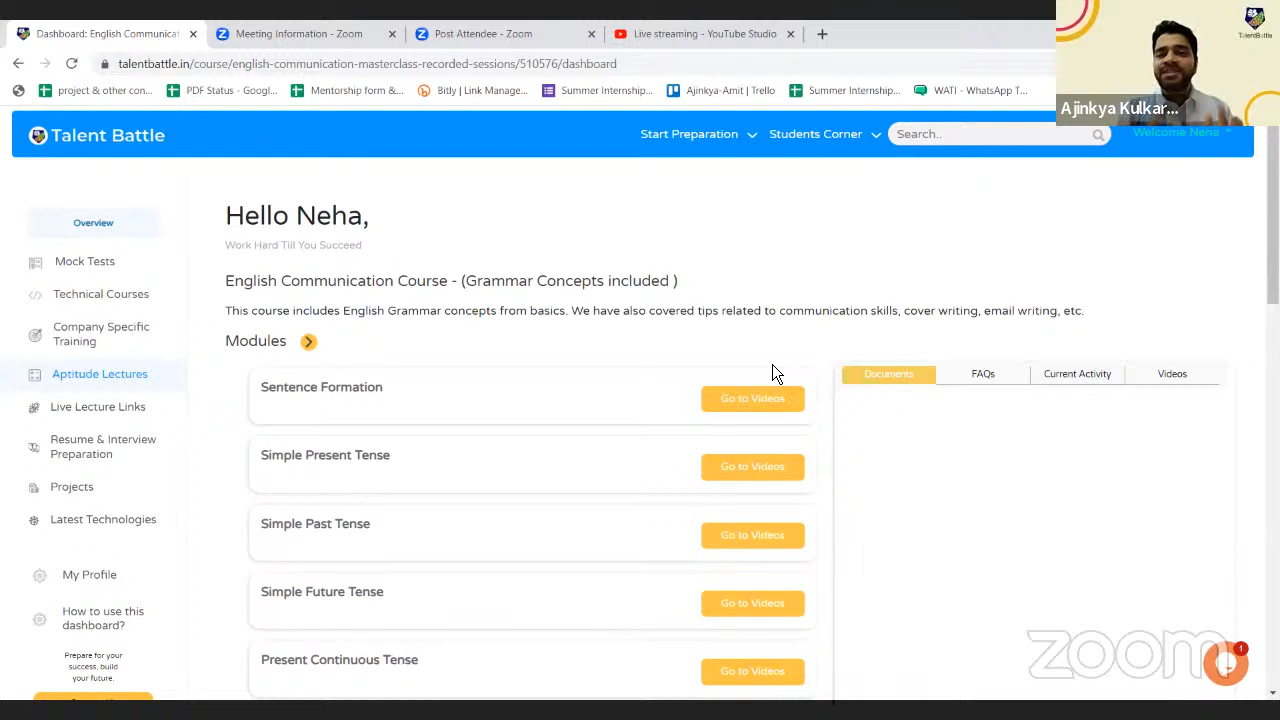 Dashboard: English Communicat
Meeting Information - Zoom
Post Attendee - Zoom
Live streaming - YouTube Studio
talentbattle.in/course/english-communication-masterclass-recorded-sessions/510576/dashboard
project & other con...
PDF Status - Googl...
Mentorship form &...
Bitly | Link Manage...
Summer Internship...
Ajinkya-Amit | Trello
Summer Internship...
WATI - WhatsApp T...
TalentBattle
Ajinkya Kulkar...
Talent Battle
Start Preparation
Students Corner
Search..
Welcome Neha
Overview
Mock Tests
Technical Courses
Company Specific
Training
Aptitude Lectures
Live Lecture Links
Resume & Interview
Preparation
Projects
Latest Technologies
My Profile
How to use this
dashboard?
Prepare for your
success, build
your future.
Hello Neha,
Work Hard Till You Succeed
English Communication Course - (Grammar Concepts included )
This course includes English Grammar concepts from basics. We have also covered tips related to communication skills, cover writing, email writing, etc.
Modules
Sentence Formation
Go to Videos
Simple Present Tense
Go to Videos
Simple Past Tense
Go to Videos
Simple Future Tense
Go to Videos
Present Continuous Tense
Go to Videos
Documents
FAQs
Current Activity
Videos
zoom
1